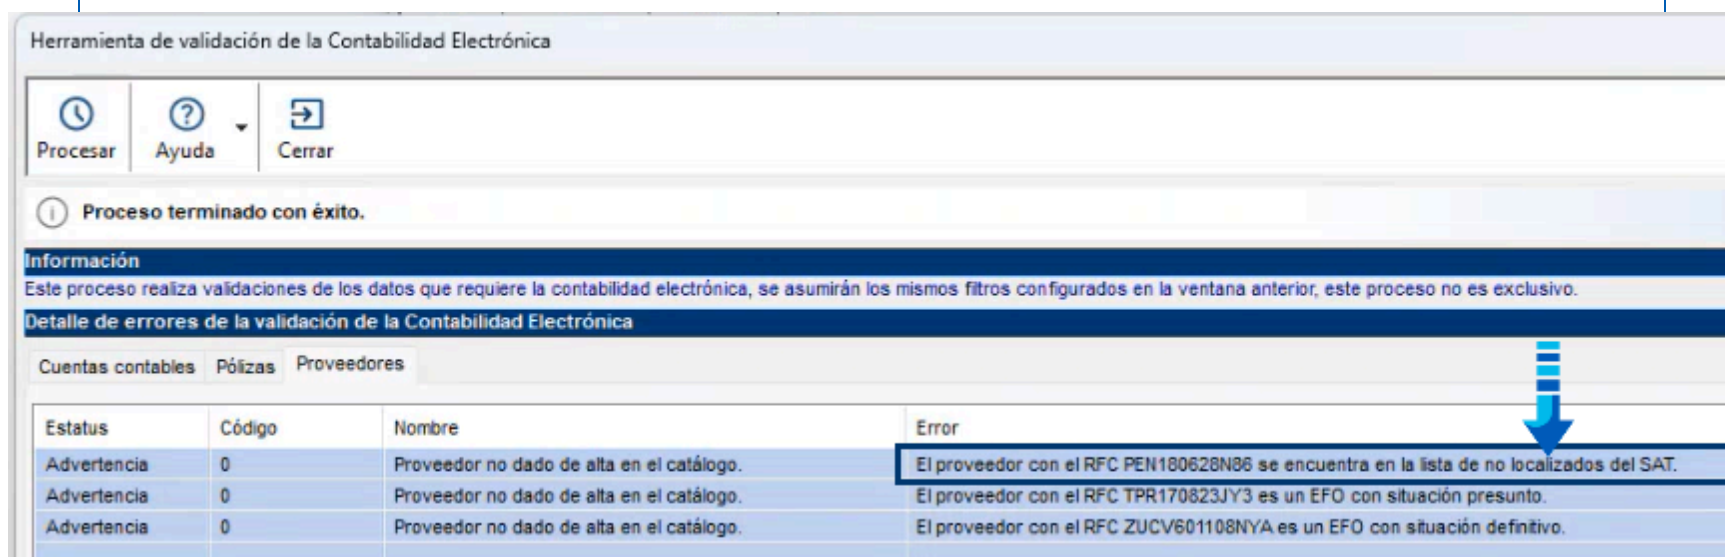 Herramienta de validación de la Contabilidad Electrónica
Procesar Ayuda Cerrar
Proceso terminado con éxito.
Información
Este proceso realiza validaciones de los datos que requiere la contabilidad electrónica, se asumirán los mismos filtros configurados en la ventana anterior, este proceso no es exclusivo.
Detalle de errores de la validación de la Contabilidad Electrónica
Cuentas contables Pólizas Proveedores
Estatus Código Nombre Error
Advertencia 0 Proveedor no dado de alta en el catálogo. El proveedor con el RFC PEN180628N86 se encuentra en la lista de no localizados del SAT.
Advertencia 0 Proveedor no dado de alta en el catálogo. El proveedor con el RFC TPR170823JY3 es un EFO con situación presunto.
Advertencia 0 Proveedor no dado de alta en el catálogo. El proveedor con el RFC ZUCV601108NYA es un EFO con situación definitivo.